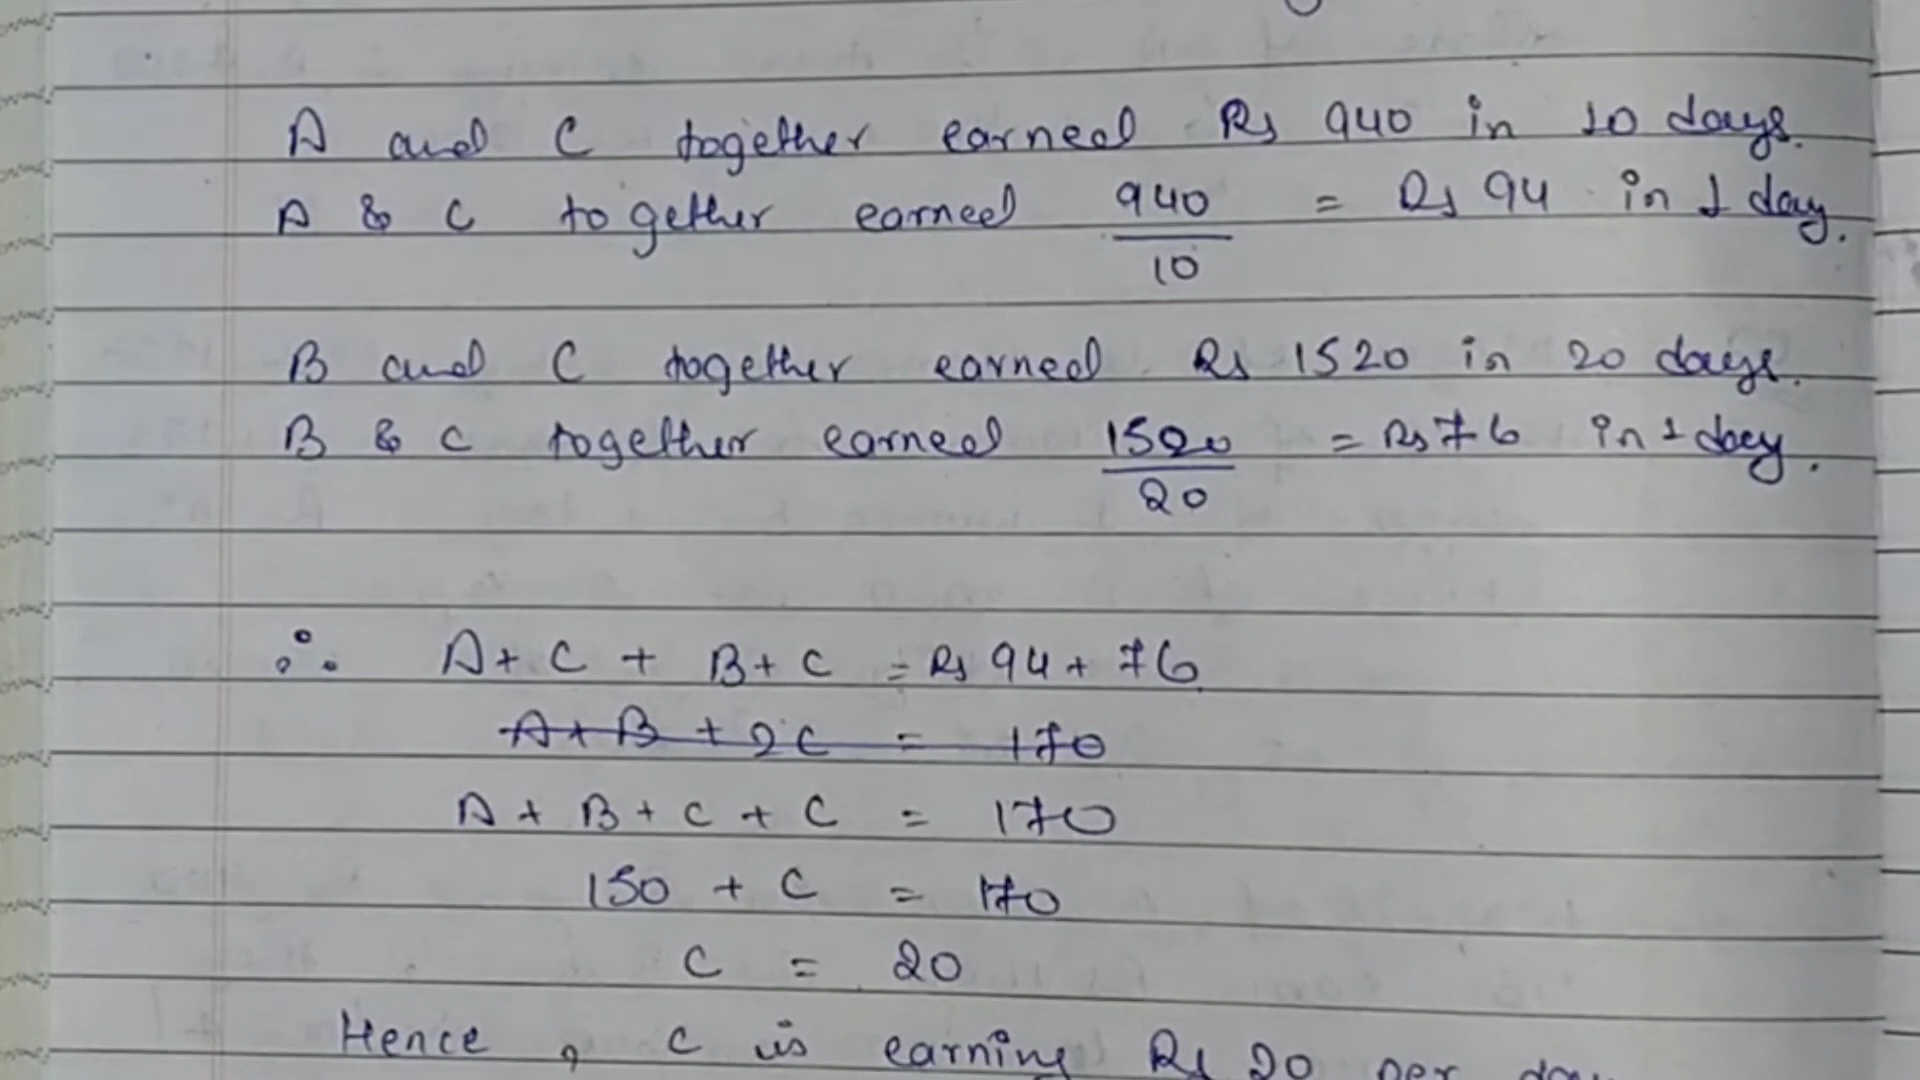 A and C together earned Rs 940 in 10 days.
A & C together earned 940/10 = Rs 94 in 1 day.
B and C together earned Rs 1520 in 20 days.
B & C together earned 1520/20 = Rs 76 in 1 day.
∴ A + C + B + C = Rs 94 + 76
A + B + 2C = 170
A + B + C + C = 170
150 + C = 170
C = 20
Hence, C is earning Rs 20 per day